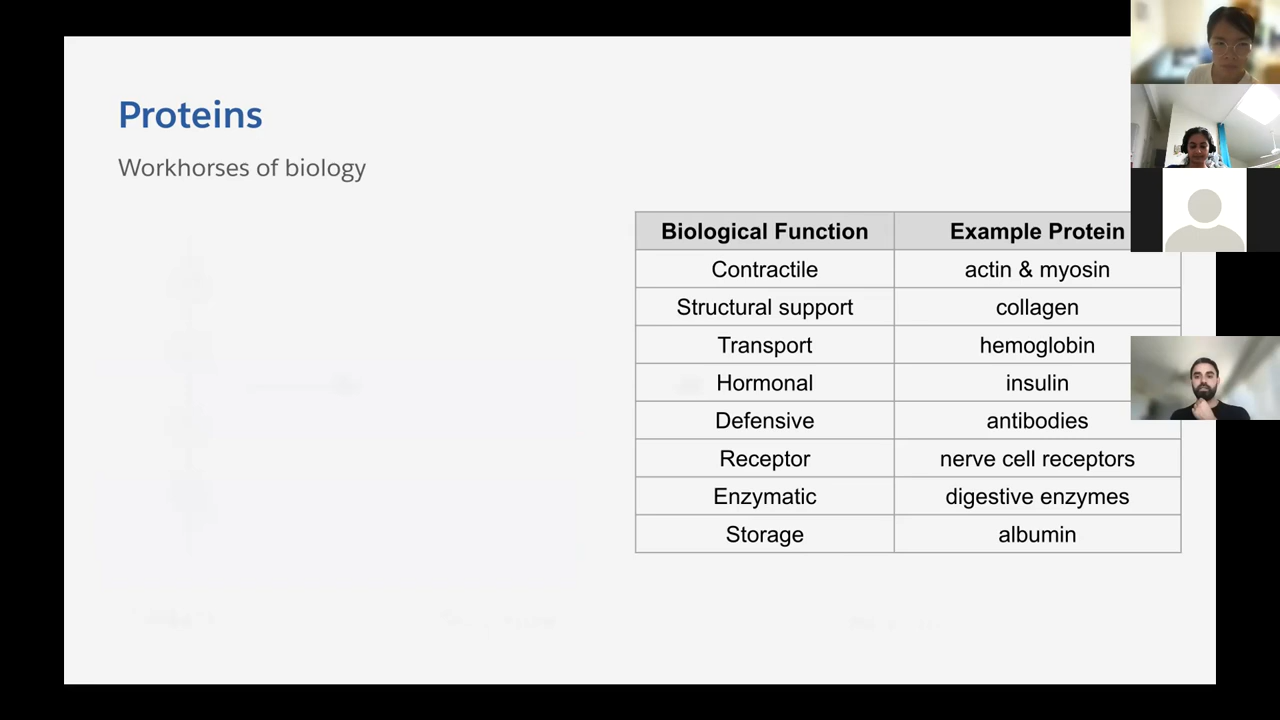 Proteins
Workhorses of biology
Biological Function Example Protein
Contractile actin & myosin
Structural support collagen
Transport hemoglobin
Hormonal insulin
Defensive antibodies
Receptor nerve cell receptors
Enzymatic digestive enzymes
Storage albumin